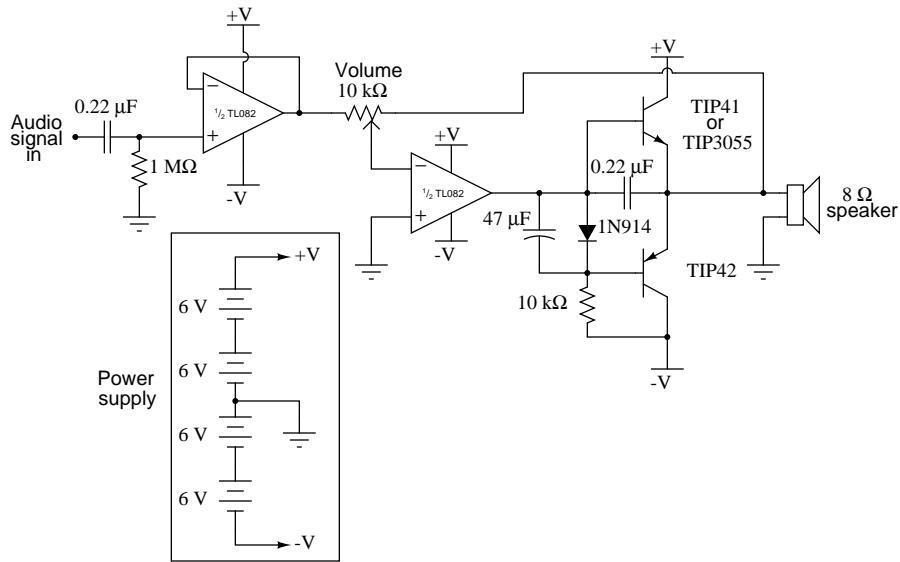 +V
Volume
10 kΩ
+V
½ TL082
0.22 µF
Audio
signal
in
−
+
1 MΩ
-V
TIP41
or
TIP3055
+V
−
+
½ TL082
-V
0.22 µF
47 µF
1N914
8 Ω
speaker
TIP42
10 kΩ
-V
Power
supply
+V
6 V
6 V
6 V
6 V
-V